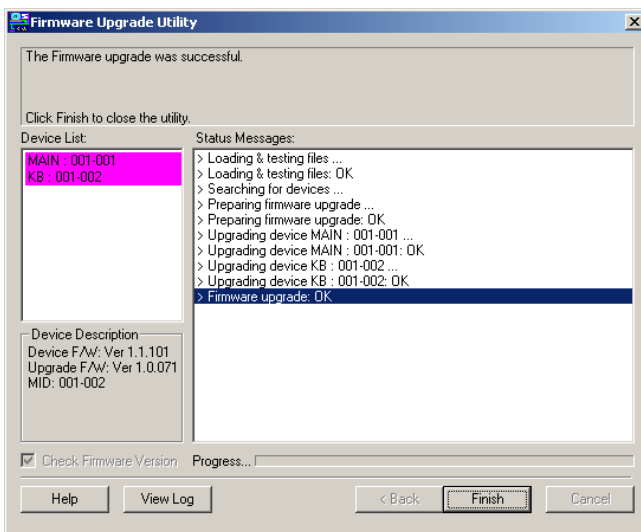 Firmware Upgrade Utility
The Firmware upgrade was successful.
Click Finish to close the utility.
Device List:
MAIN : 001-001
KB : 001-002
Status Messages:
> Loading & testing files ...
> Loading & testing files: OK
> Searching for devices ...
> Preparing firmware upgrade ...
> Preparing firmware upgrade: OK
> Upgrading device MAIN : 001-001 ...
> Upgrading device MAIN : 001-001: OK
> Upgrading device KB : 001-002 ...
> Upgrading device KB : 001-002: OK
> Firmware upgrade: OK
Device Description
Device F/W: Ver 1.1.101
Upgrade F/W: Ver 1.0.071
MID: 001-002
Check Firmware Version
Progress...
Help
View Log
< Back
Finish
Cancel